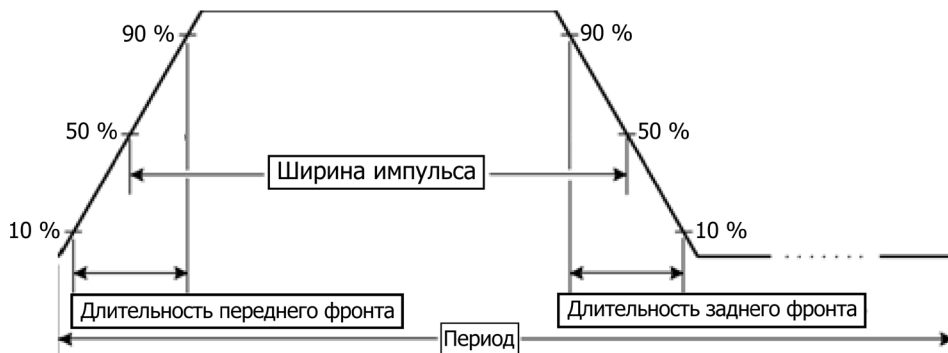 90 %
90 %
50 %
50 %
Ширина импульса
10 %
10 %
Длительность переднего фронта
Длительность заднего фронта
Период